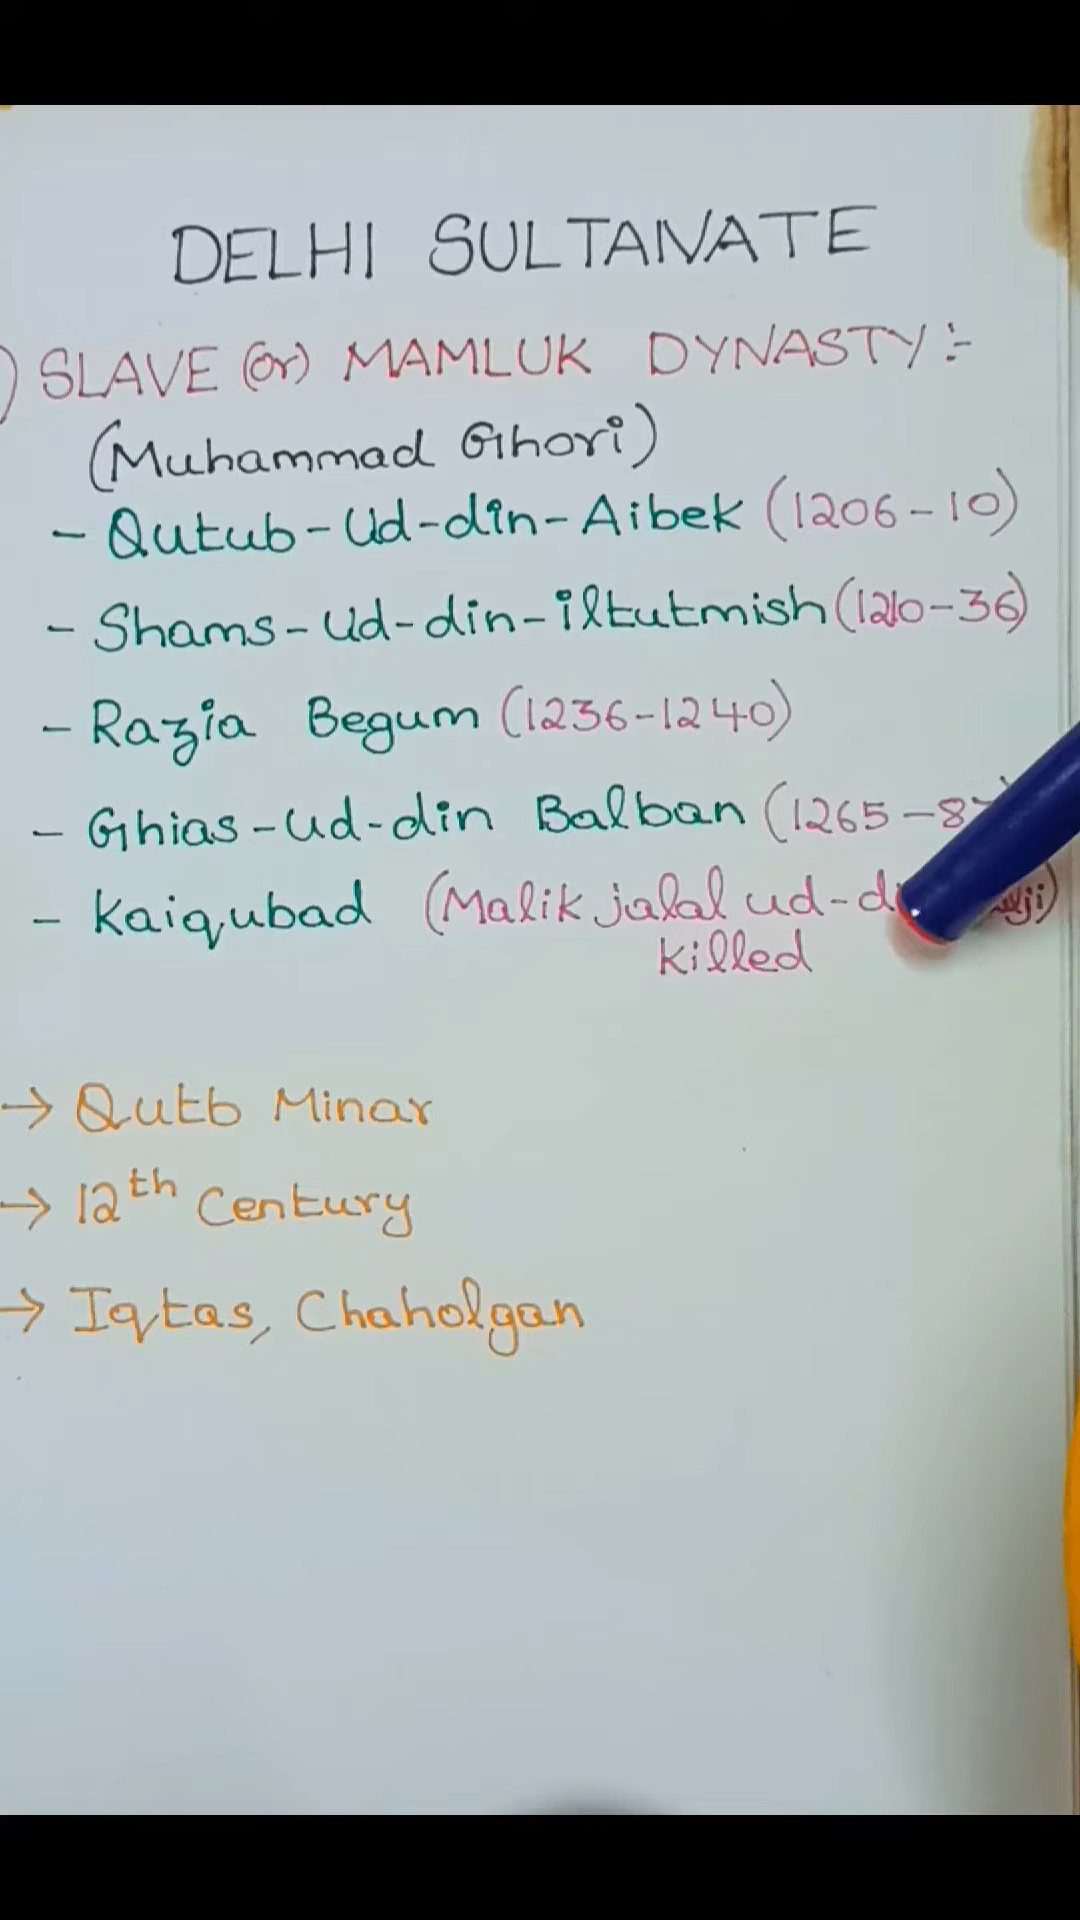 DELHI SULTANATE
) SLAVE (or) MAMLUK DYNASTY :-
(Muhammad Ghori)
- Qutub-Ud-din-Aibek (1206-10)
- Shams-Ud-din-iltutmish (1210-36)
- Razia Begum (1236-1240)
- Ghias-Ud-din Balban (1265-8
- Kaiqubad (Malik jalal ud-
killed
→ Qutb Minar
→ 12th Century
→ Iqtas, Chaholgan